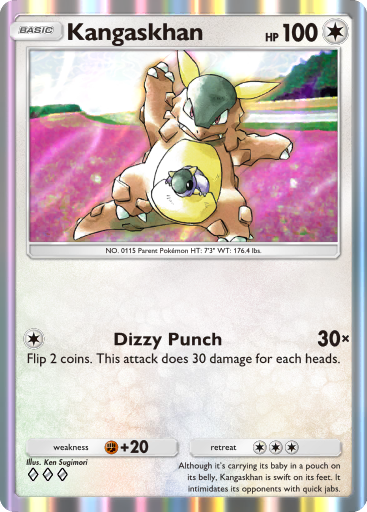 BASIC Kangaskhan HP 100
NO. 0115 Parent Pokémon HT: 7'3" WT: 176.4 lbs.
Dizzy Punch 30×
Flip 2 coins. This attack does 30 damage for each heads.
weakness +20 retreat
Illus. Ken Sugimori
Although it's carrying its baby in a pouch on
its belly, Kangaskhan is swift on its feet. It
intimidates its opponents with quick jabs.